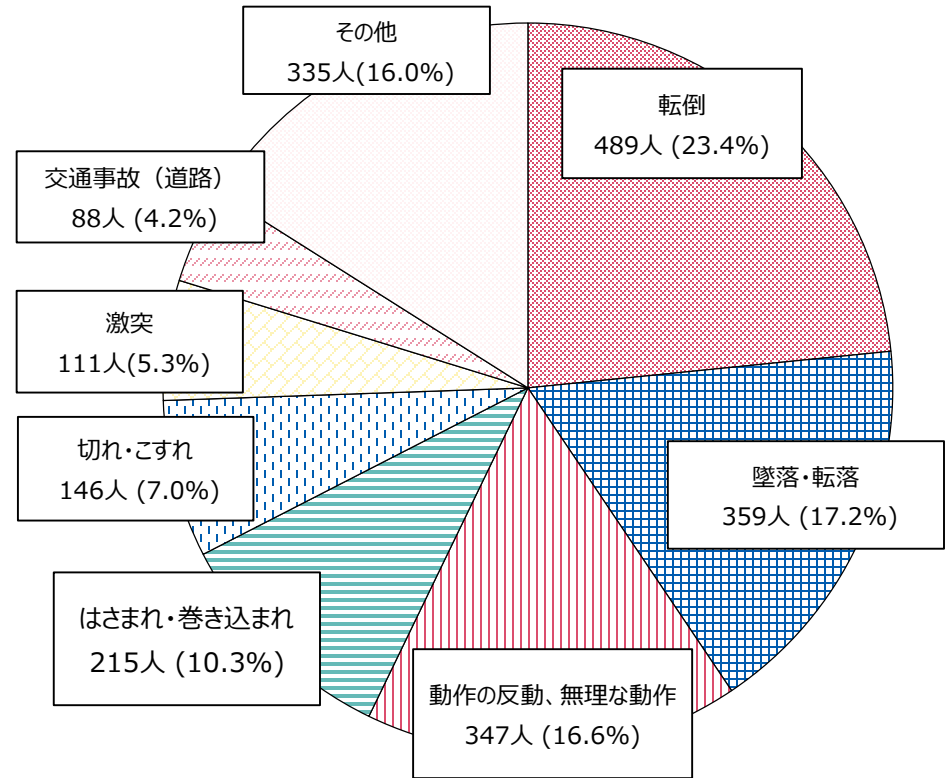 その他
335人(16.0%)
転倒
489人 (23.4%)
交通事故（道路）
88人 (4.2%)
激突
111人(5.3%)
切れ・こすれ
146人 (7.0%)
墜落・転落
359人 (17.2%)
はさまれ・巻き込まれ
215人 (10.3%)
動作の反動、無理な動作
347人 (16.6%)